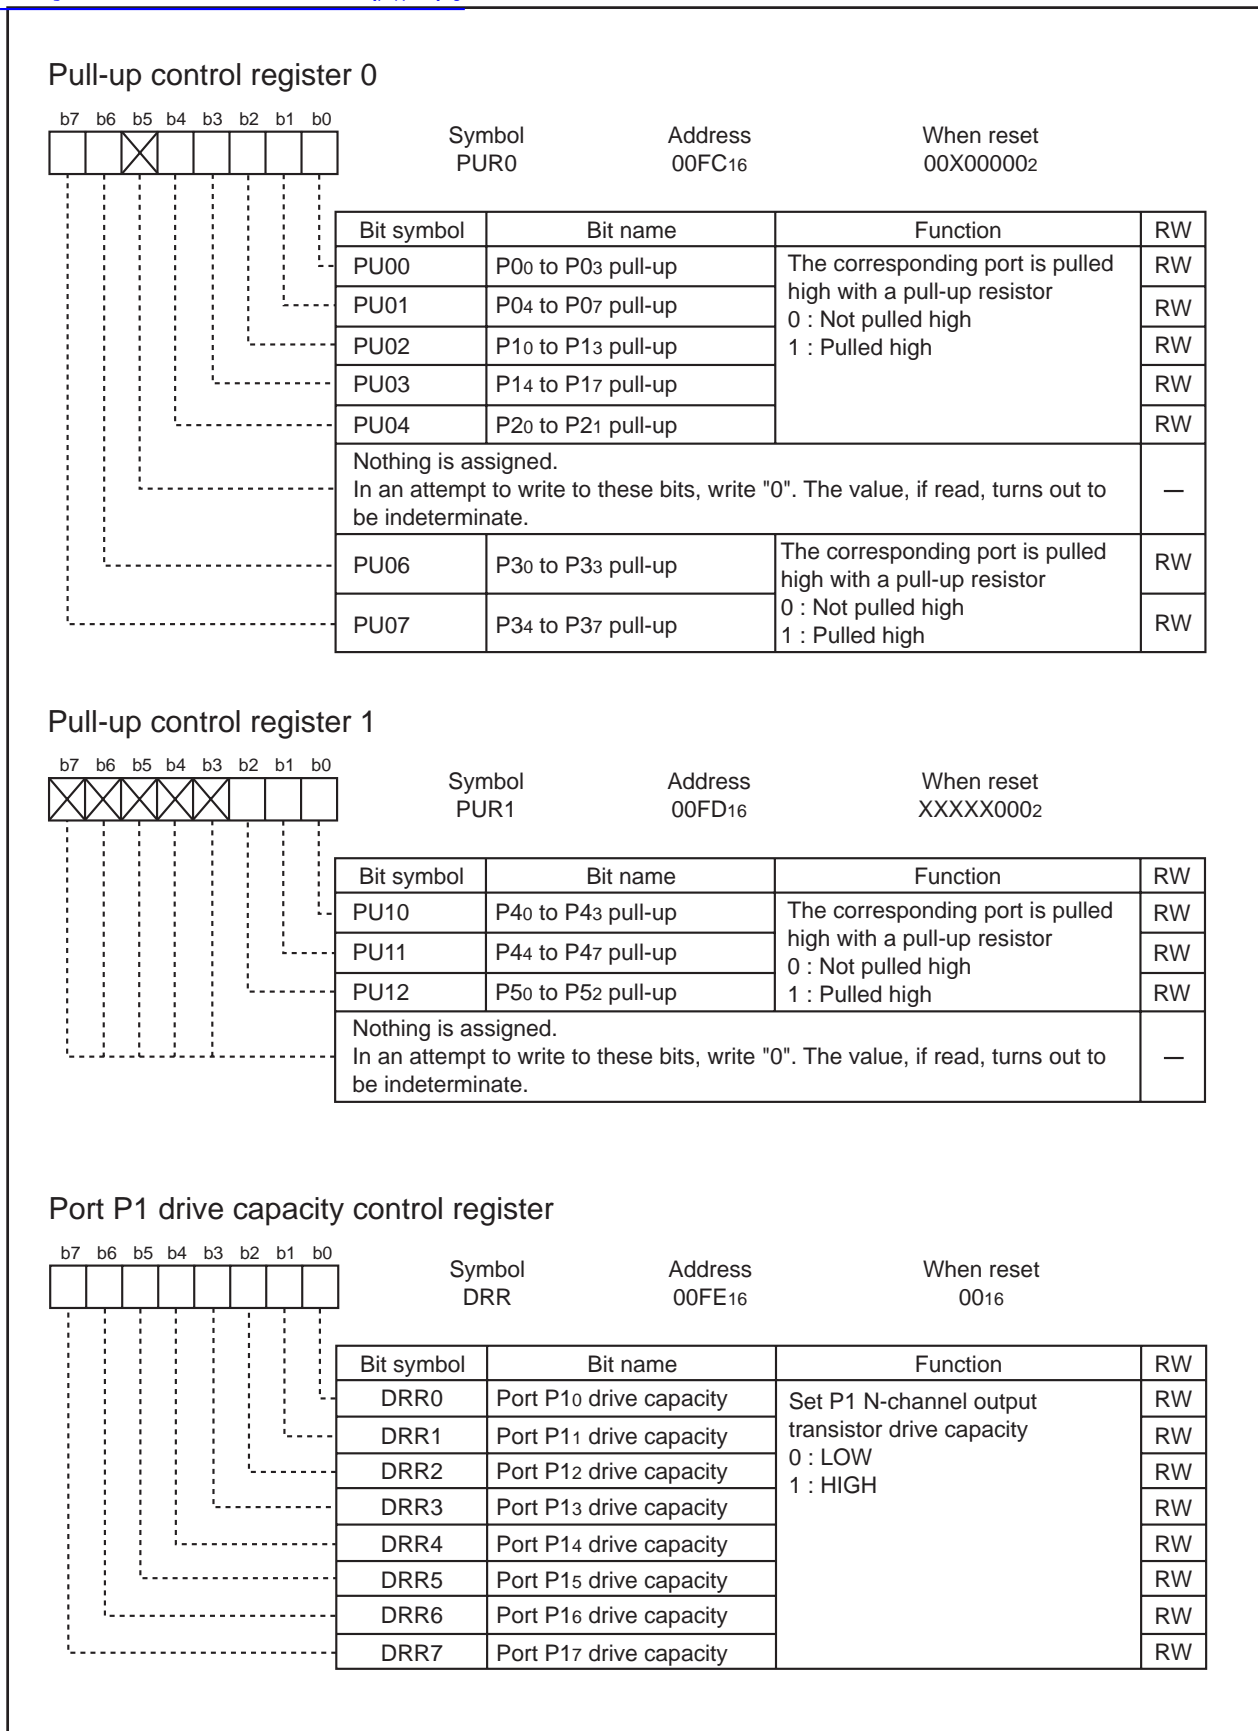 Pull-up control register 0
b7 b6 b5 b4 b3 b2 b1 b0
Symbol Address When reset
PUR0 00FC16 00X000002
Bit symbol Bit name Function RW
PU00 P00 to P03 pull-up The corresponding port is pulled RW
high with a pull-up resistor
PU01 P04 to P07 pull-up RW
0 : Not pulled high
PU02 P10 to P13 pull-up 1 : Pulled high RW
PU03 P14 to P17 pull-up RW
PU04 P20 to P21 pull-up RW
Nothing is assigned.
In an attempt to write to these bits, write "0". The value, if read, turns out to —
be indeterminate.
The corresponding port is pulled
PU06 P30 to P33 pull-up RW
high with a pull-up resistor
0 : Not pulled high
PU07 P34 to P37 pull-up RW
1 : Pulled high
Pull-up control register 1
b7 b6 b5 b4 b3 b2 b1 b0
Symbol Address When reset
PUR1 00FD16 XXXXX0002
Bit symbol Bit name Function RW
PU10 P40 to P43 pull-up The corresponding port is pulled RW
high with a pull-up resistor
PU11 P44 to P47 pull-up RW
0 : Not pulled high
PU12 P50 to P52 pull-up 1 : Pulled high RW
Nothing is assigned.
In an attempt to write to these bits, write "0". The value, if read, turns out to —
be indeterminate.
Port P1 drive capacity control register
b7 b6 b5 b4 b3 b2 b1 b0
Symbol Address When reset
DRR 00FE16 0016
Bit symbol Bit name Function RW
DRR0 Port P10 drive capacity Set P1 N-channel output RW
DRR1 Port P11 drive capacity transistor drive capacity RW
0 : LOW
DRR2 Port P12 drive capacity RW
1 : HIGH
DRR3 Port P13 drive capacity RW
DRR4 Port P14 drive capacity RW
DRR5 Port P15 drive capacity RW
DRR6 Port P16 drive capacity RW
DRR7 Port P17 drive capacity RW